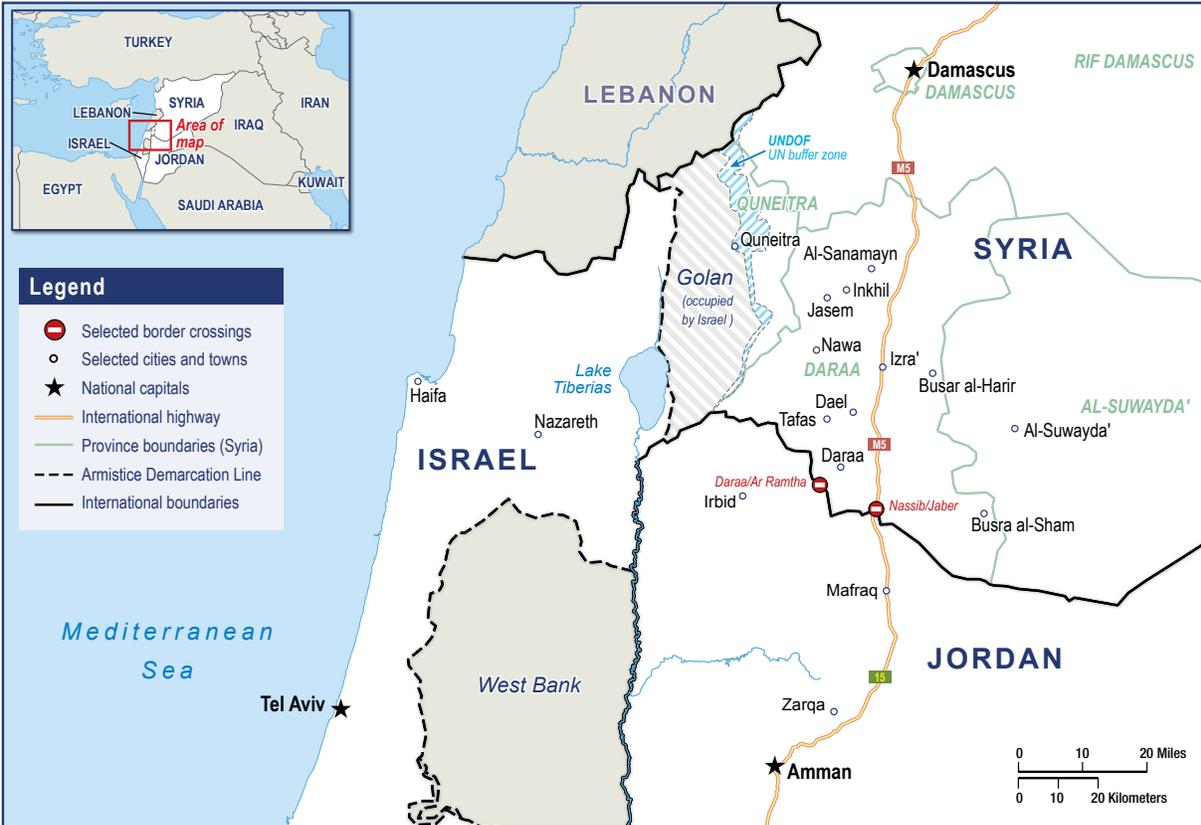 TURKEY
SYRIA
LEBANON
IRAN
Area of
map
IRAQ
ISRAEL
JORDAN
EGYPT
KUWAIT
SAUDI ARABIA
Legend
Selected border crossings
Selected cities and towns
National capitals
International highway
Province boundaries (Syria)
Armistice Demarcation Line
International boundaries
LEBANON
Damascus
DAMASCUS
RIF DAMASCUS
UNDOF
UN buffer zone
M5
QUNEITRA
Quneitra
SYRIA
Al-Sanamayn
Golan
(occupied
by Israel )
Inkhil
Jasem
Nawa
Izra'
DARAA
Busar al-Harir
Lake
Tiberias
Haifa
Dael
AL-SUWAYDA'
Tafas
Nazareth
Al-Suwayda'
M5
ISRAEL
Daraa
Daraa/Ar Ramtha
Irbid
Nassib/Jaber
Busra al-Sham
Mafraq
Mediterranean
Sea
JORDAN
15
West Bank
Tel Aviv
Zarqa
Amman
0 10 20 Miles
0 10 20 Kilometers